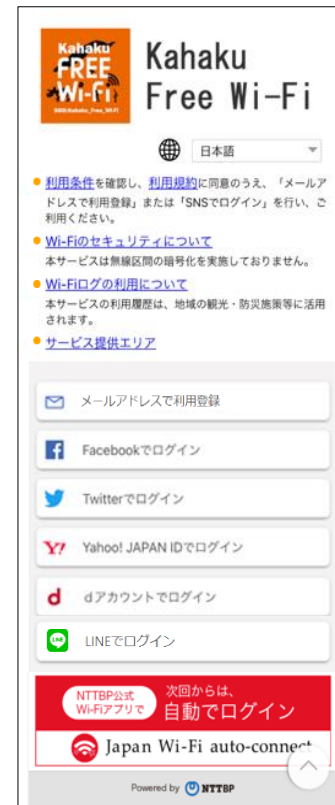 Kahaku
FREE
Wi-Fi
SSID:Kahaku_Free_Wi-Fi
Kahaku
Free Wi-Fi
日本語
利用条件を確認し、利用規約に同意のうえ、「メールア
ドレスで利用登録」または「SNSでログイン」を行い、ご
利用ください。
Wi-Fiのセキュリティについて
本サービスは無線区間の暗号化を実施しておりません。
Wi-Fiログの利用について
本サービスの利用履歴は、地域の観光・防災施策等に活用
されます。
サービス提供エリア
メールアドレスで利用登録
Facebookでログイン
Twitterでログイン
Y! Yahoo! JAPAN IDでログイン
d dアカウントでログイン
LINE LINEでログイン
NTTBP公式
Wi-Fiアプリで
次回からは、
自動でログイン
Japan Wi-Fi auto-connect
Powered by NTTBP